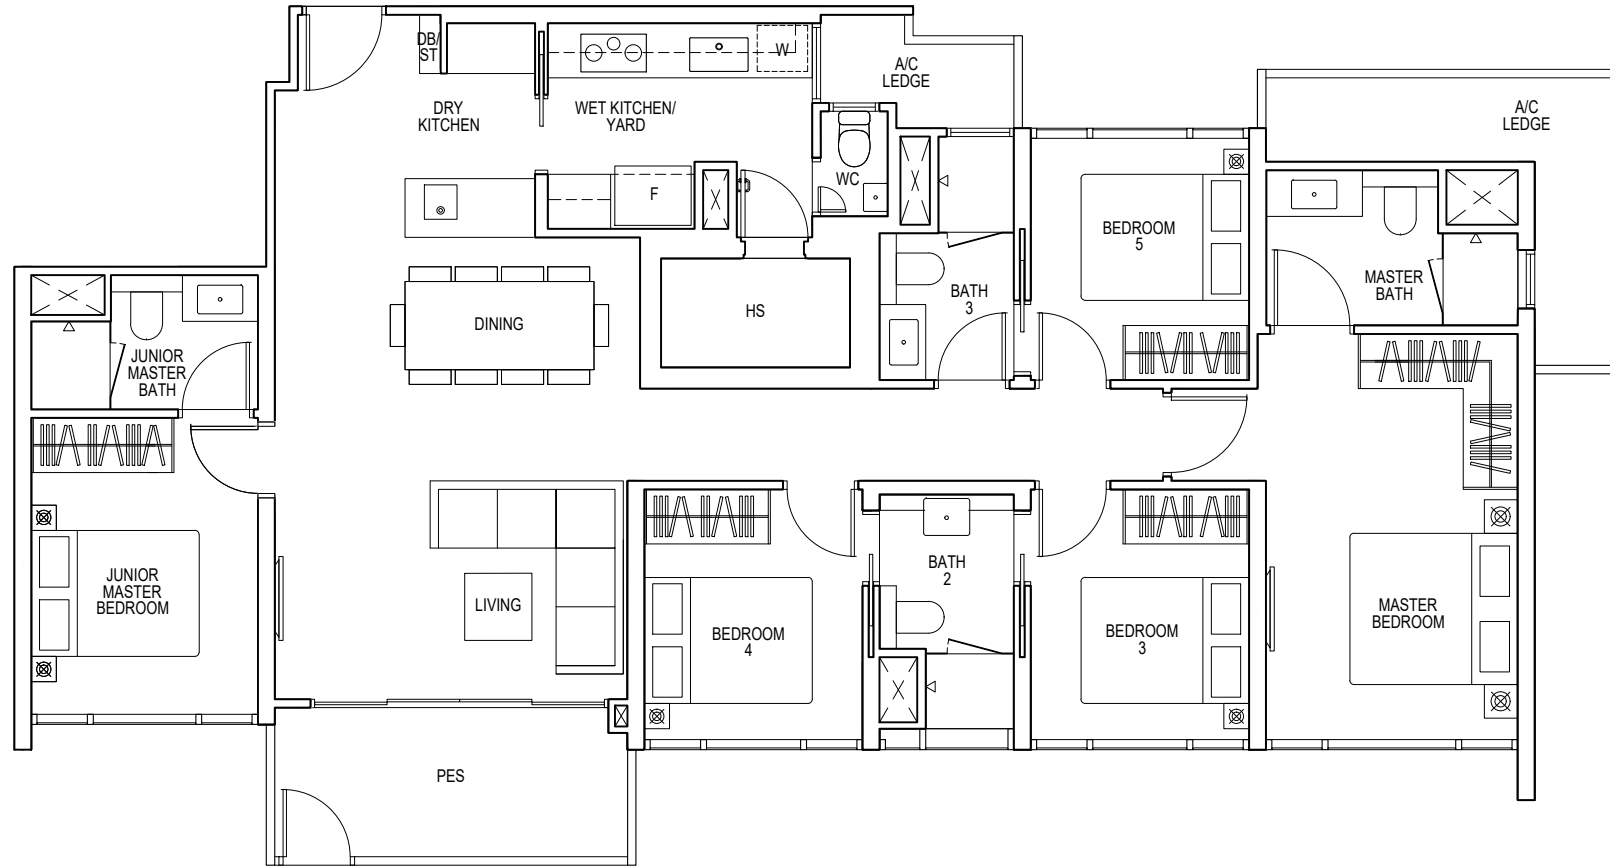 DB/
ST
W
A/C
LEDGE
A/C
LEDGE
DRY
KITCHEN
WET KITCHEN/
YARD
WC
F
BEDROOM
5
MASTER
BATH
BATH
3
HS
DINING
JUNIOR
MASTER
BATH
JUNIOR
MASTER
BEDROOM
LIVING
BATH
2
BEDROOM
4
BEDROOM
3
MASTER
BEDROOM
PES